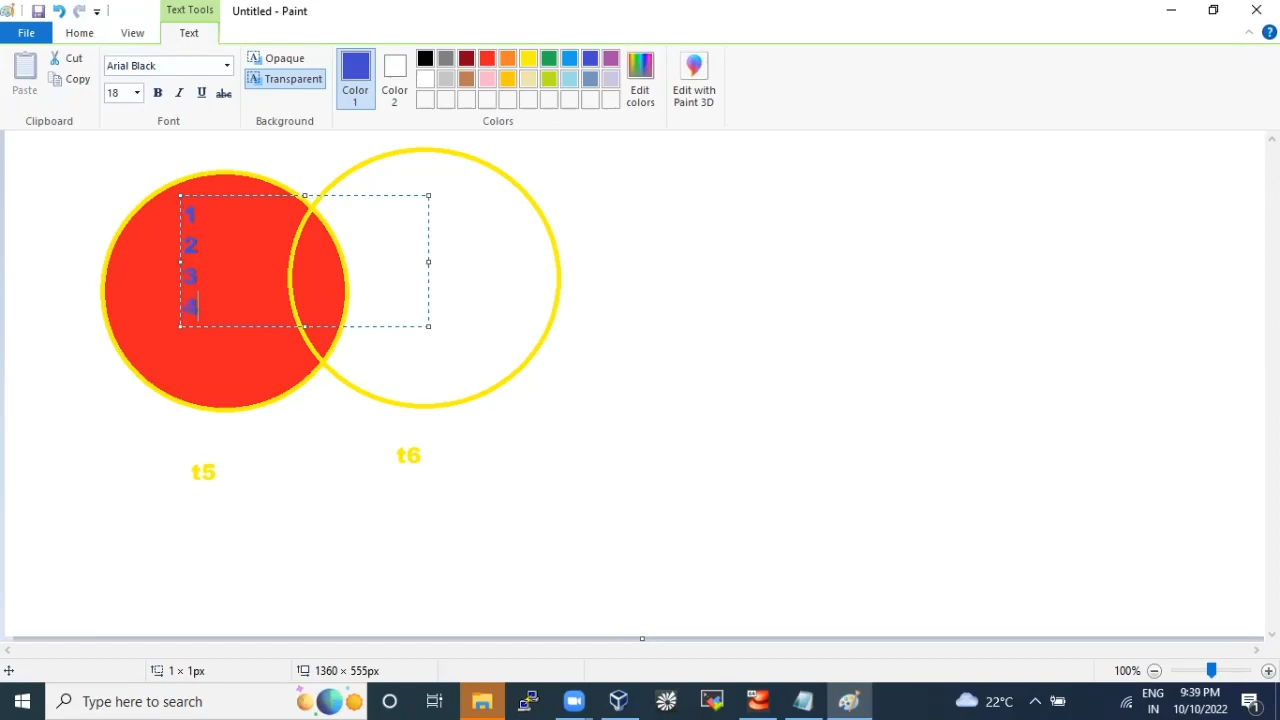 Text Tools
Untitled - Paint
File
Home
View
Text
Paste
Cut
Copy
Clipboard
Arial Black
18
B
I
U
abc
Font
Opaque
Transparent
Background
Color
1
Color
2
Edit
colors
Colors
Edit with
Paint 3D
1
2
3
4
t5
t6
1 × 1px
1360 × 555px
100%
Type here to search
22°C
ENG
IN
9:39 PM
10/10/2022
1